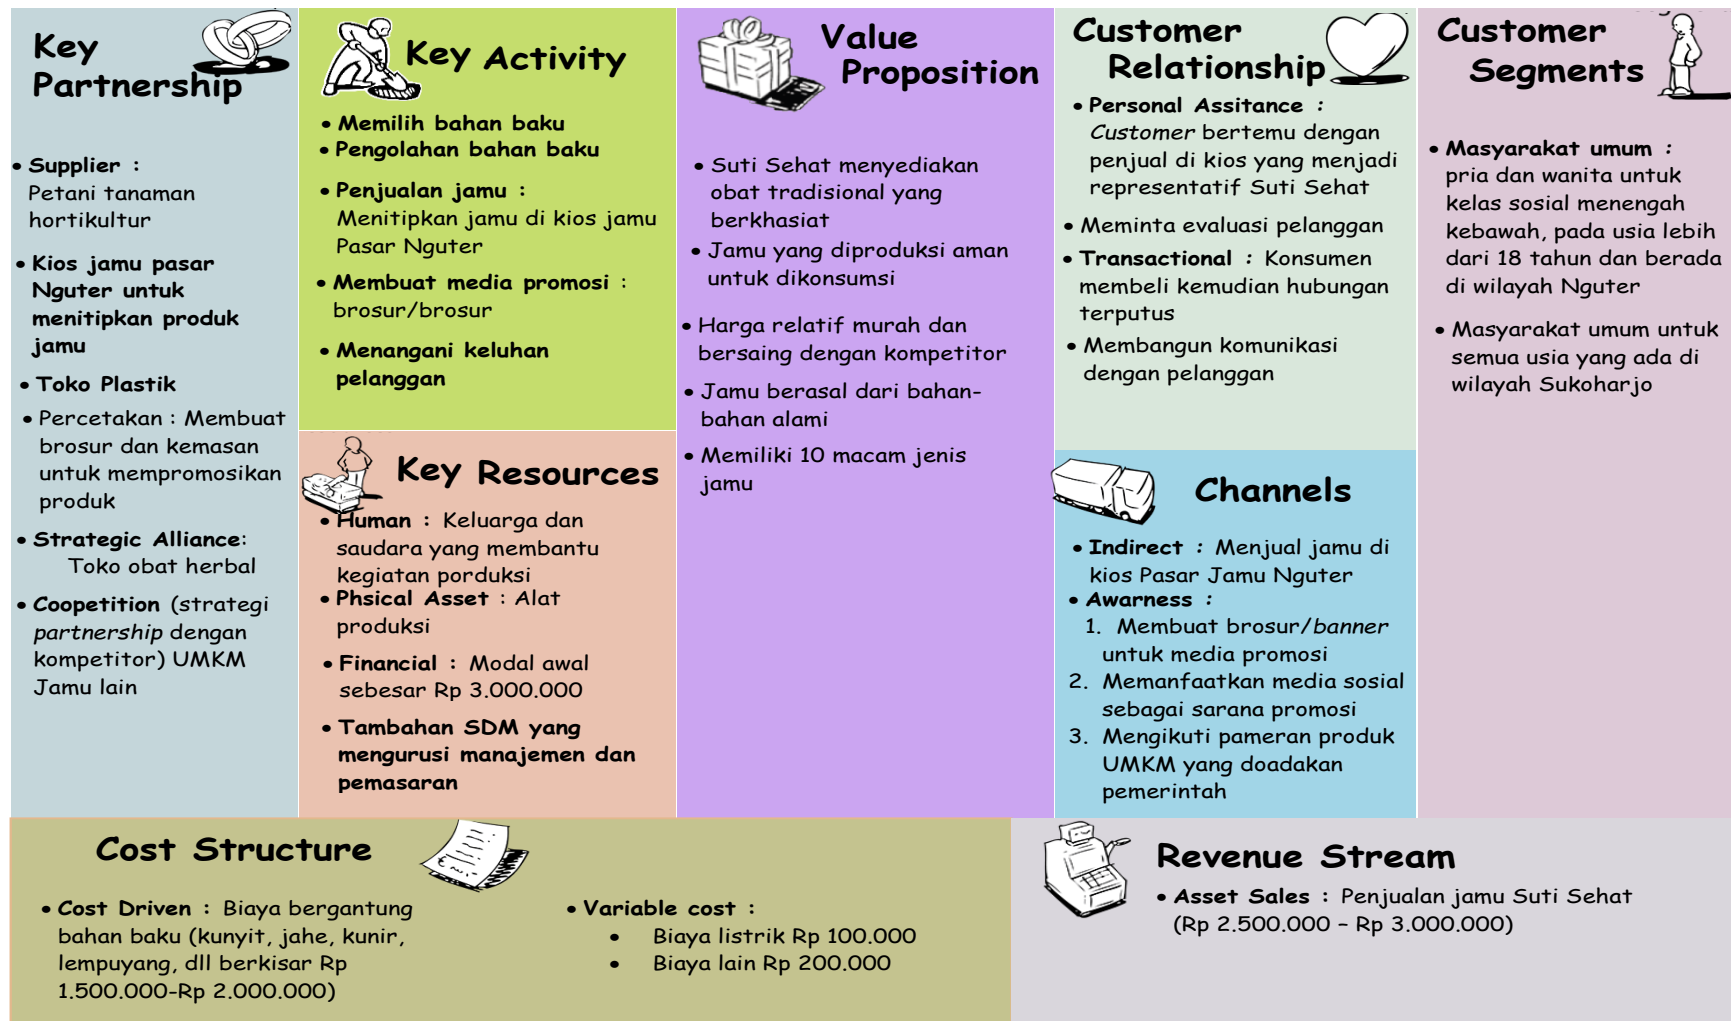 Key
Partnership
• Supplier :
Petani tanaman
hortikultur
• Kios jamu pasar
Nguter untuk
menitipkan produk
jamu
• Toko Plastik
• Percetakan : Membuat
brosur dan kemasan
untuk mempromosikan
produk
• Strategic Alliance:
Toko obat herbal
• Coopetition (strategi
partnership dengan
kompetitor) UMKM
Jamu lain
Key Activity
• Memilih bahan baku
• Pengolahan bahan baku
• Penjualan jamu :
Menitipkan jamu di kios jamu
Pasar Nguter
• Membuat media promosi :
brosur/brosur
• Menangani keluhan
pelanggan
Key Resources
• Human : Keluarga dan
saudara yang membantu
kegiatan porduksi
• Phsical Asset : Alat
produksi
• Financial : Modal awal
sebesar Rp 3.000.000
• Tambahan SDM yang
mengurusi manajemen dan
pemasaran
Value
Proposition
• Suti Sehat menyediakan
obat tradisional yang
berkhasiat
• Jamu yang diproduksi aman
untuk dikonsumsi
• Harga relatif murah dan
bersaing dengan kompetitor
• Jamu berasal dari bahan-
bahan alami
• Memiliki 10 macam jenis
jamu
Customer
Relationship
• Personal Assitance :
Customer bertemu dengan
penjual di kios yang menjadi
representatif Suti Sehat
• Meminta evaluasi pelanggan
• Transactional : Konsumen
membeli kemudian hubungan
terputus
• Membangun komunikasi
dengan pelanggan
Channels
• Indirect : Menjual jamu di
kios Pasar Jamu Nguter
• Awarness :
1. Membuat brosur/banner
untuk media promosi
2. Memanfaatkan media sosial
sebagai sarana promosi
3. Mengikuti pameran produk
UMKM yang doadakan
pemerintah
Customer
Segments
• Masyarakat umum :
pria dan wanita untuk
kelas sosial menengah
kebawah, pada usia lebih
dari 18 tahun dan berada
di wilayah Nguter
• Masyarakat umum untuk
semua usia yang ada di
wilayah Sukoharjo
Cost Structure
• Cost Driven : Biaya bergantung
bahan baku (kunyit, jahe, kunir,
lempuyang, dll berkisar Rp
1.500.000-Rp 2.000.000)
• Variable cost :
• Biaya listrik Rp 100.000
• Biaya lain Rp 200.000
Revenue Stream
• Asset Sales : Penjualan jamu Suti Sehat
(Rp 2.500.000 – Rp 3.000.000)